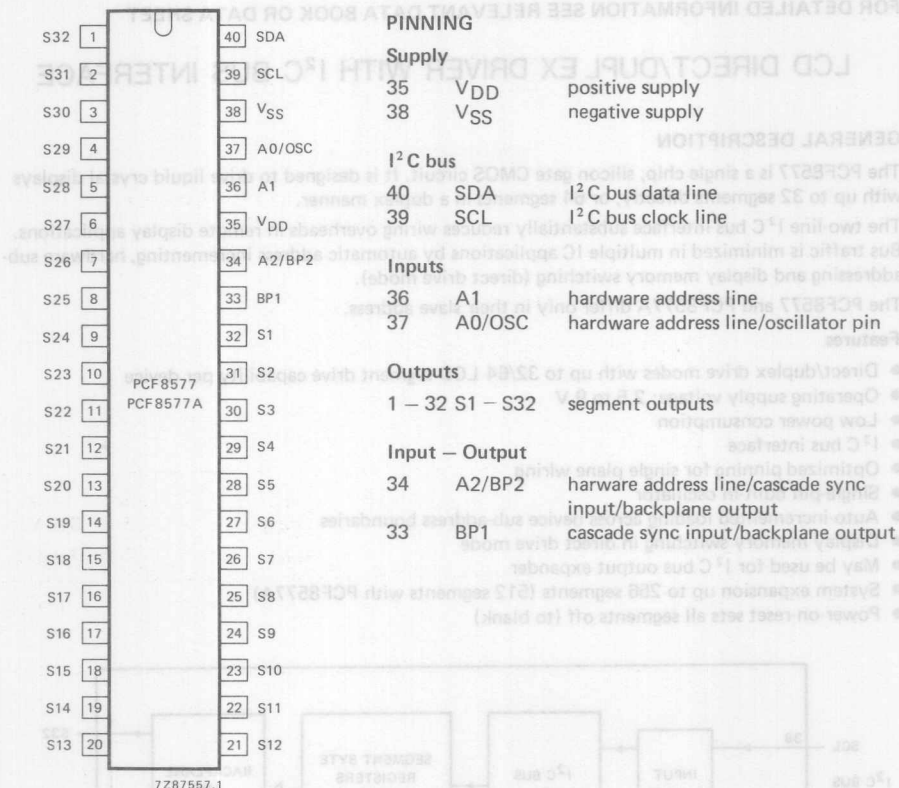 FOR DETAILED INFORMATION SEE RELEVANT DATA BOOK OR DATA SHEET
LCD DIRECT/DUPLEX DRIVER WITH I²C BUS INTERFACE
GENERAL DESCRIPTION
The PCF8577 is a single chip, silicon gate CMOS circuit. It is designed to drive liquid crystal displays
with up to 32 segments directly, or 64 segments in a duplex manner.
The two line I²C bus interface substantially reduces wiring overheads in remote display applications.
Bus traffic is minimized in multiple IC applications by automatic address incrementing, hardware sub-
addressing and display memory switching (direct drive mode).
The PCF8577 and PCF8577A differ only in their slave address.
Features
● Direct/duplex drive modes with up to 32/64 LCD-segment drive capability per device
● Operating supply voltage: 2,5 to 9 V
● Low power consumption
● I²C bus interface
● Optimized pinning for single plane wiring
● Single-pin built-in oscillator
● Auto-incremented loading across device sub-address boundaries
● Display memory switching in direct drive mode
● May be used for I²C bus output expander
● System expansion up to 256 segments (512 segments with PCF8577A)
● Power-on-reset sets all segments off (to blank)
S32 1 40 SDA
S31 2 39 SCL
S30 3 38 VSS
S29 4 37 A0/OSC
S28 5 36 A1
S27 6 35 VDD
S26 7 34 A2/BP2
S25 8 33 BP1
S24 9 32 S1
S23 10 31 S2
PCF8577
PCF8577A
S22 11 30 S3
S21 12 29 S4
S20 13 28 S5
S19 14 27 S6
S18 15 26 S7
S17 16 25 S8
S16 17 24 S9
S15 18 23 S10
S14 19 22 S11
S13 20 21 S12
7Z87557.1
PINNING
Supply
35 VDD positive supply
38 VSS negative supply
I²C bus
40 SDA I²C bus data line
39 SCL I²C bus clock line
Inputs
36 A1 hardware address line
37 A0/OSC hardware address line/oscillator pin
Outputs
1 – 32 S1 – S32 segment outputs
Input – Output
34 A2/BP2 harware address line/cascade sync
input/backplane output
33 BP1 cascade sync input/backplane output
S32
SEGMENT BYTE
REGISTERS
I²C BUS
INPUT
39 SCL
I²C BUS